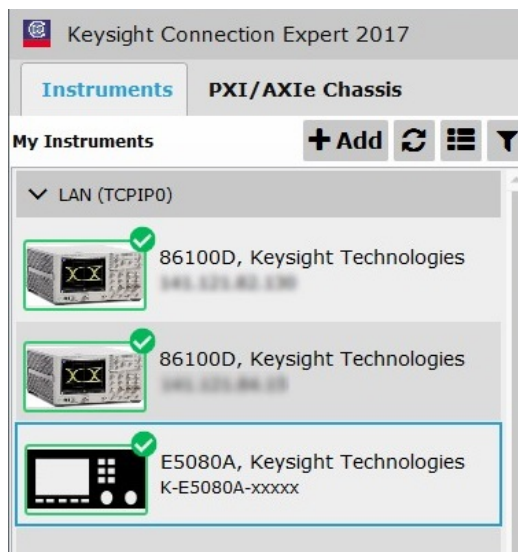 Keysight Connection Expert 2017
Instruments PXI/AXIe Chassis
My Instruments + Add
LAN (TCPIP0)
86100D, Keysight Technologies
86100D, Keysight Technologies
E5080A, Keysight Technologies
K-E5080A-xxxxx